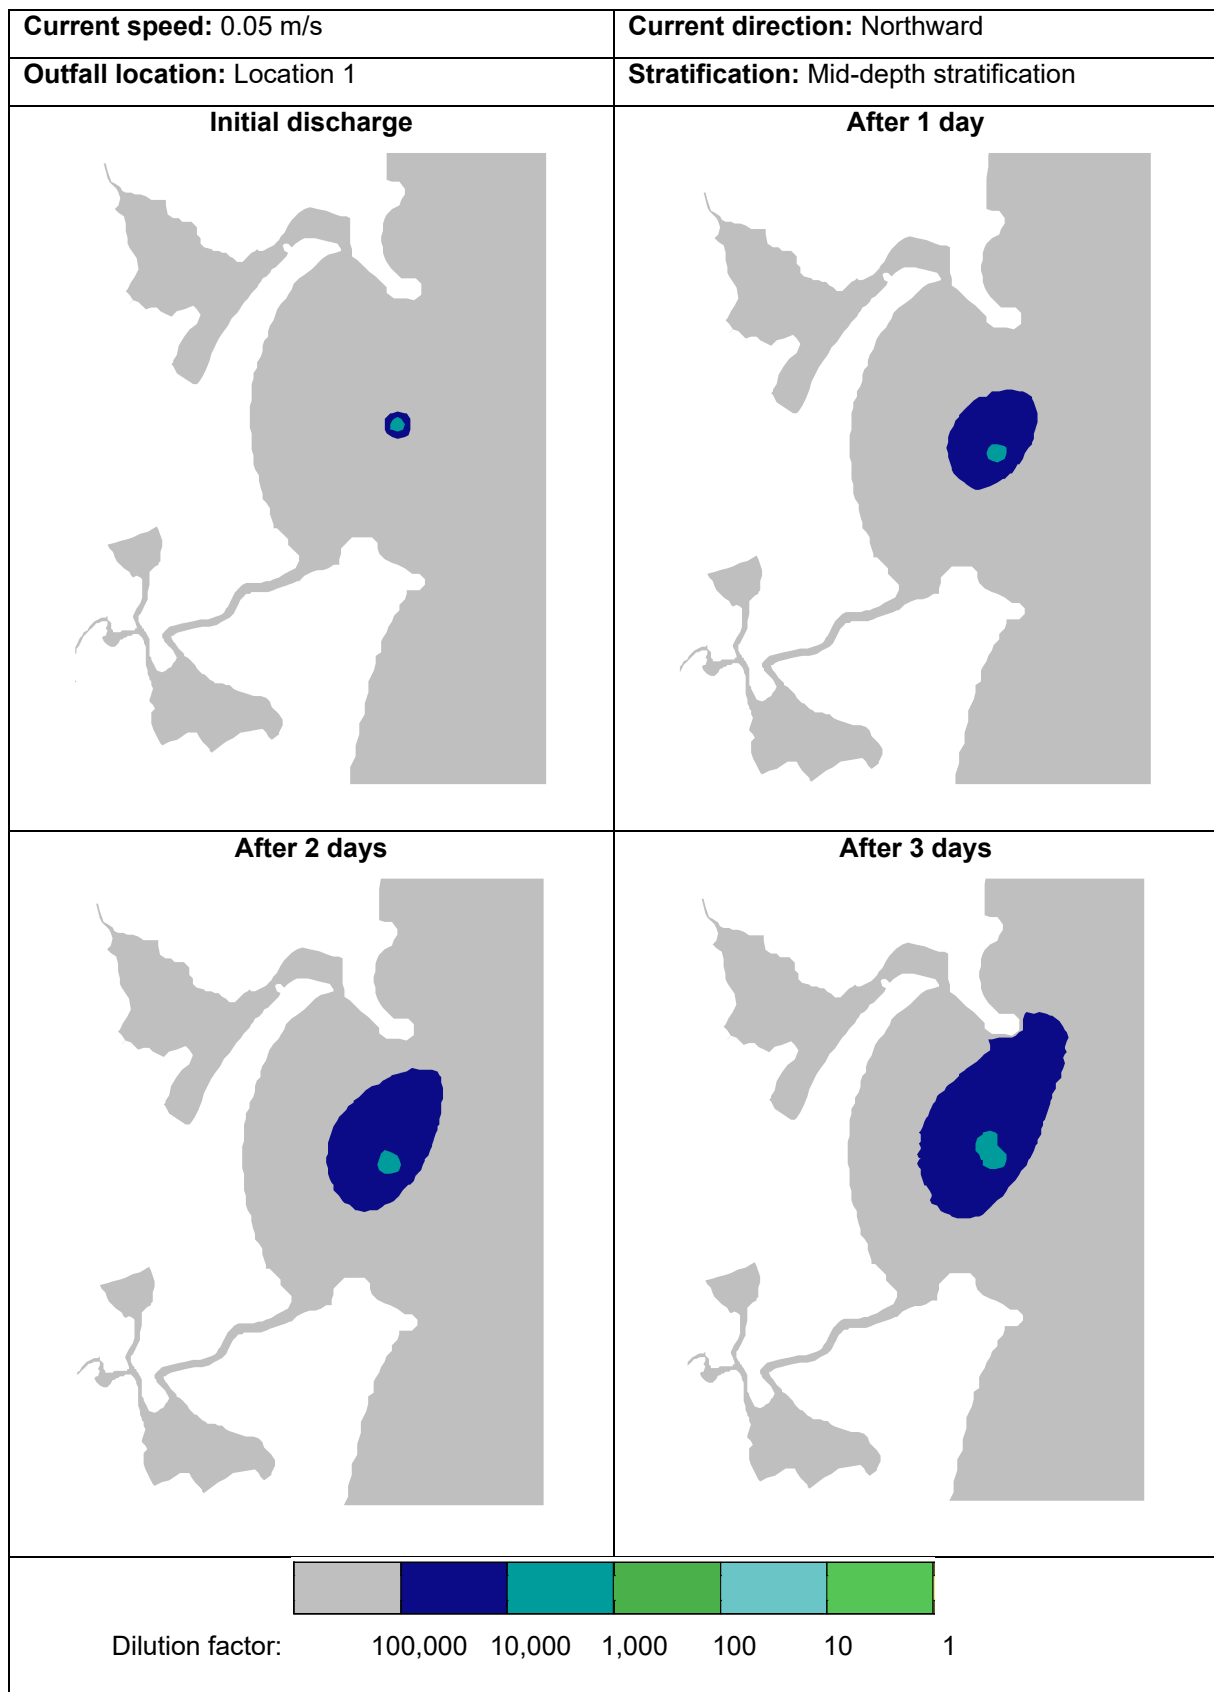 Current speed: 0.05 m/s
Current direction: Northward
Outfall location: Location 1
Stratification: Mid-depth stratification
Initial discharge
After 1 day
After 2 days
After 3 days
Dilution factor: 100,000 10,000 1,000 100 10 1